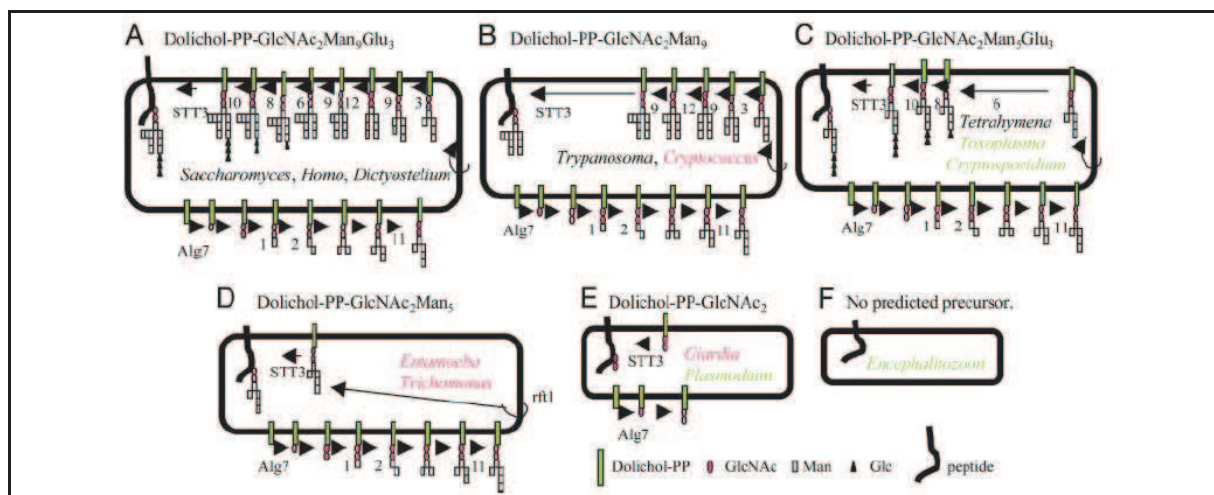 A Dolichol-PP-GlcNAc₂Man₉Glu₃
STT3 10 8 6 9 12 9 3
Saccharomyces, Homo, Dictyostelium
Alg7 1 2 11
B Dolichol-PP-GlcNAc₂Man₉
STT3 9 12 9 3
Trypanosoma, Cryptococcus
Alg7 1 2 11
C Dolichol-PP-GlcNAc₂Man₅Glu₃
STT3 10 8 6
Tetrahymena
Toxoplasma
Cryptosporidium
Alg7 1 2 11
D Dolichol-PP-GlcNAc₂Man₅
STT3
Entamoeba
Trichomonas
rft1
Alg7 1 2 11
E Dolichol-PP-GlcNAc₂
STT3
Giardia
Plasmodium
Alg7
F No predicted precursor.
Encephalitozoon
Dolichol-PP GlcNAc Man Glc peptide